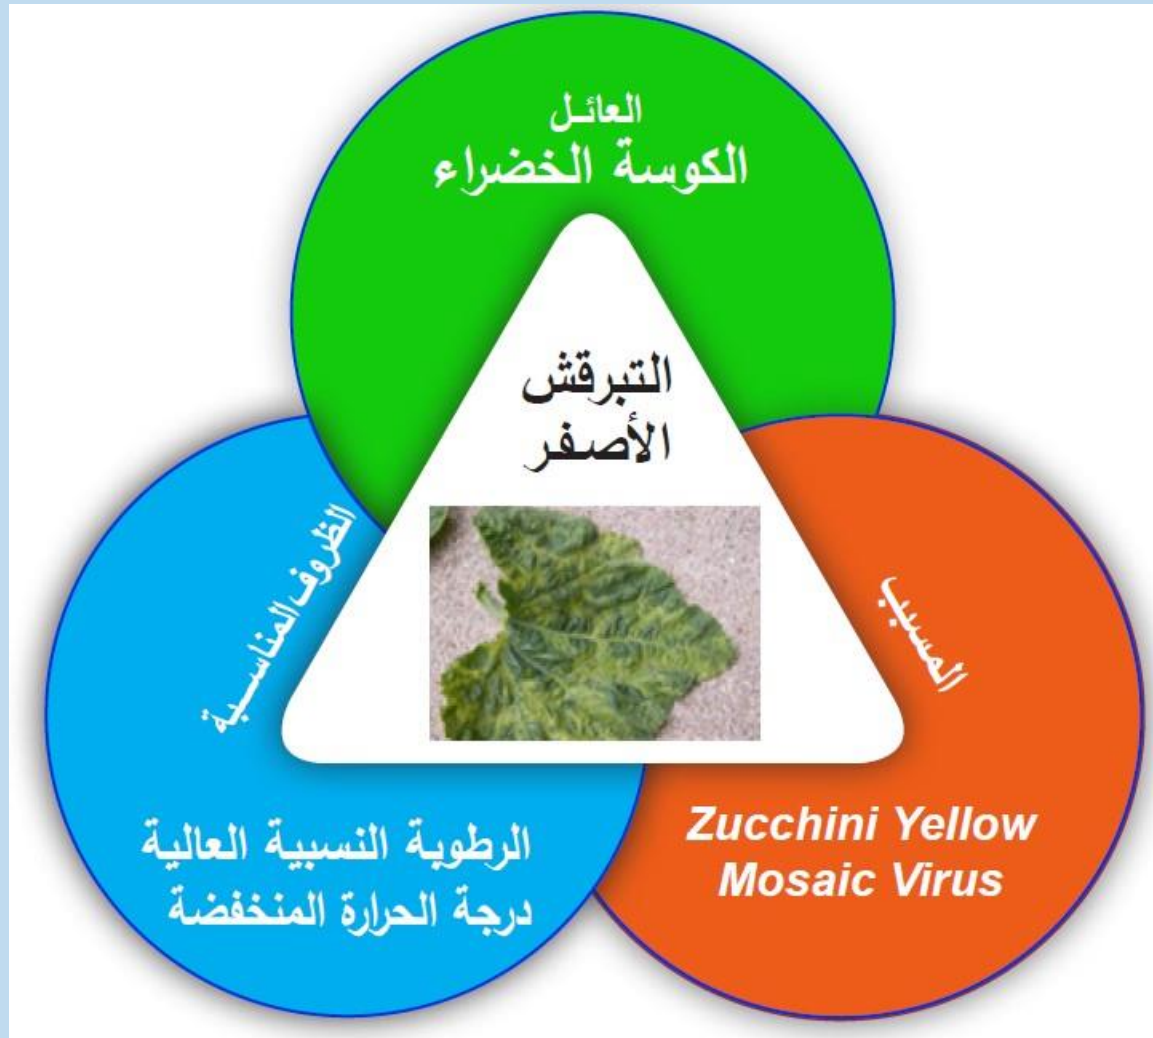 العائل
الكوسة الخضراء
التبرقش
الأصفر
المسبب
Zucchini Yellow
Mosaic Virus
الظروف المناسبة
الرطوبة النسبية العالية
درجة الحرارة المنخفضة